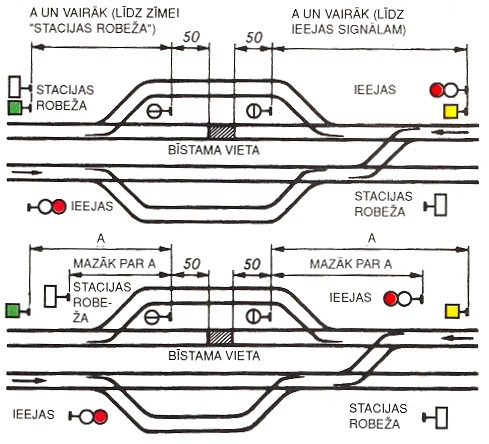 A UN VAIRĀK (LĪDZ ZĪMEI
"STACIJAS ROBEŽA")
50
50
A UN VAIRĀK (LĪDZ
IEEJAS SIGNĀLAM)
STACIJAS
ROBEŽA
IEEJAS
BĪSTAMA VIETA
IEEJAS
STACIJAS
ROBEŽA
A
A
MAZĀK PAR A
50
50
MAZĀK PAR A
STACIJAS
ROBE-
ŽA
IEEJAS
BĪSTAMA VIETA
IEEJAS
STACIJAS
ROBEŽA